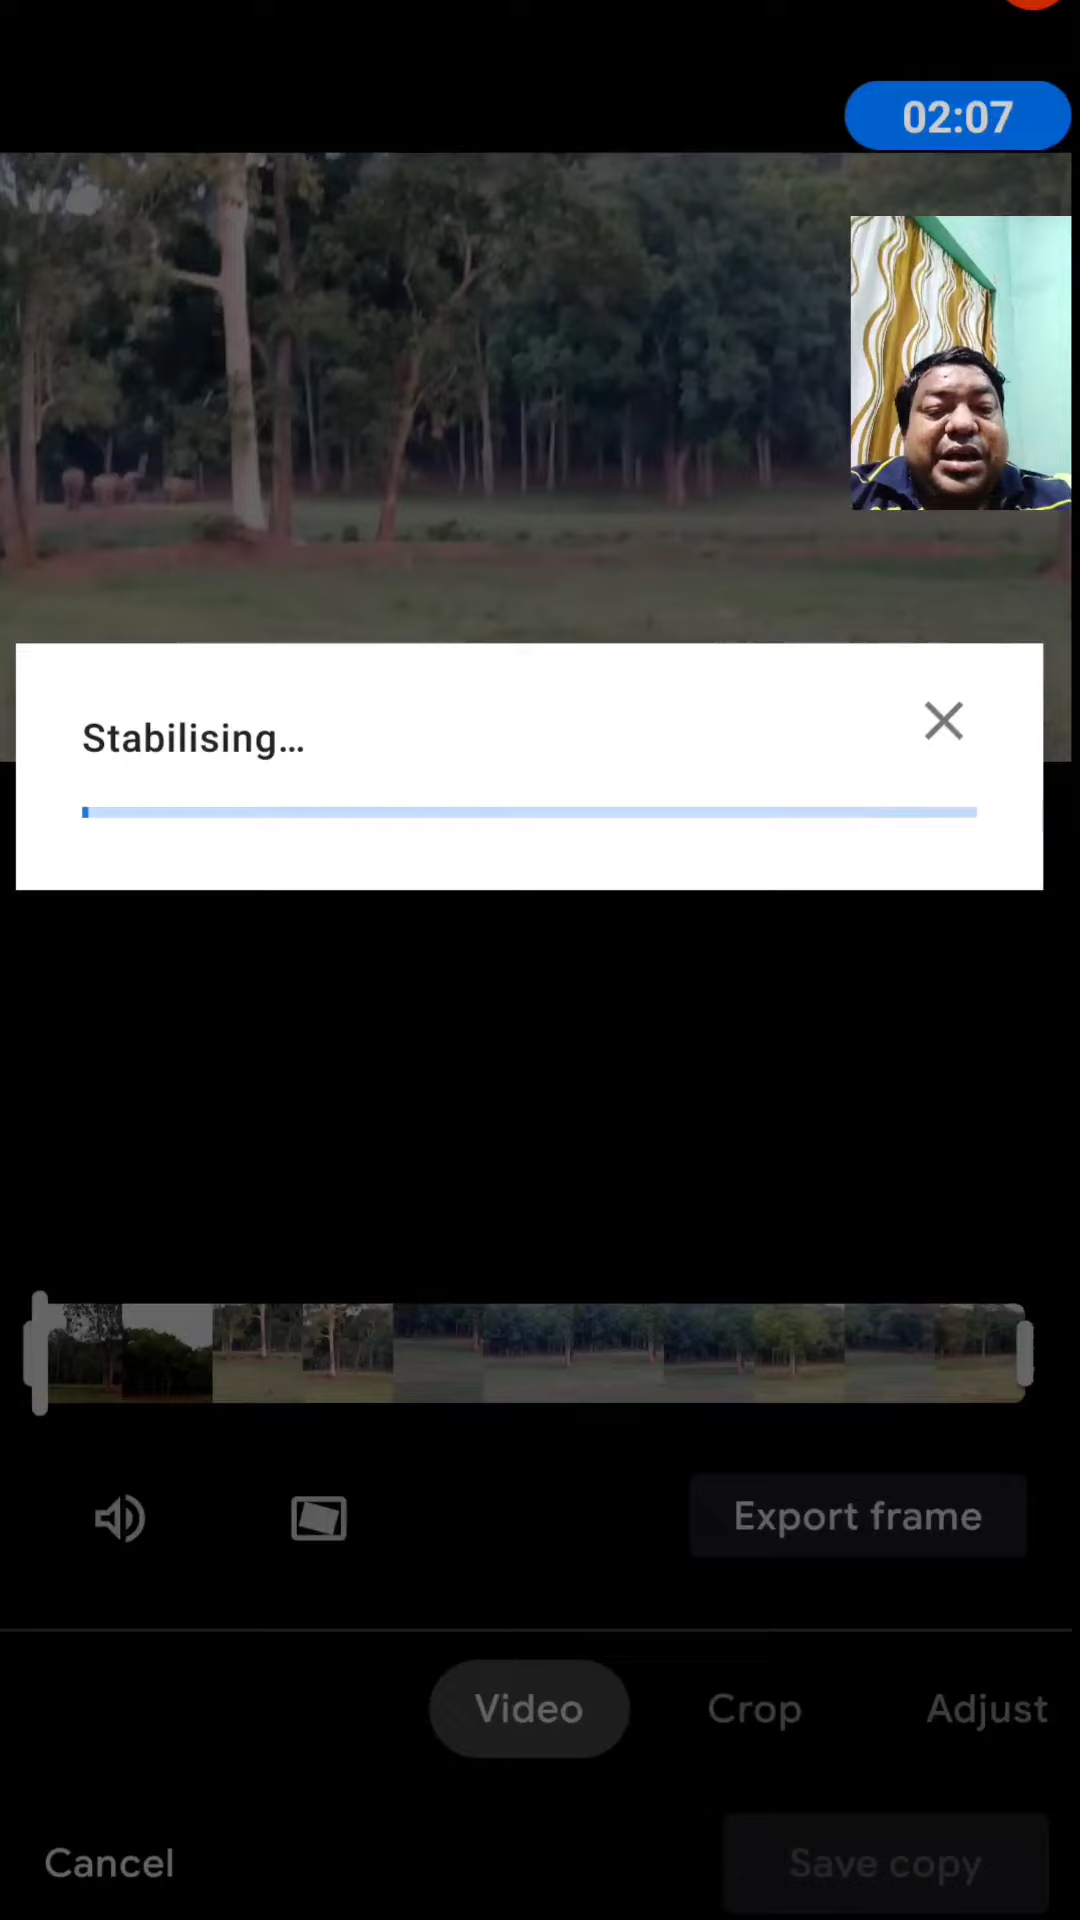 02:07
Stabilising...
Export frame
Video
Crop
Adjust
Cancel
Save copy